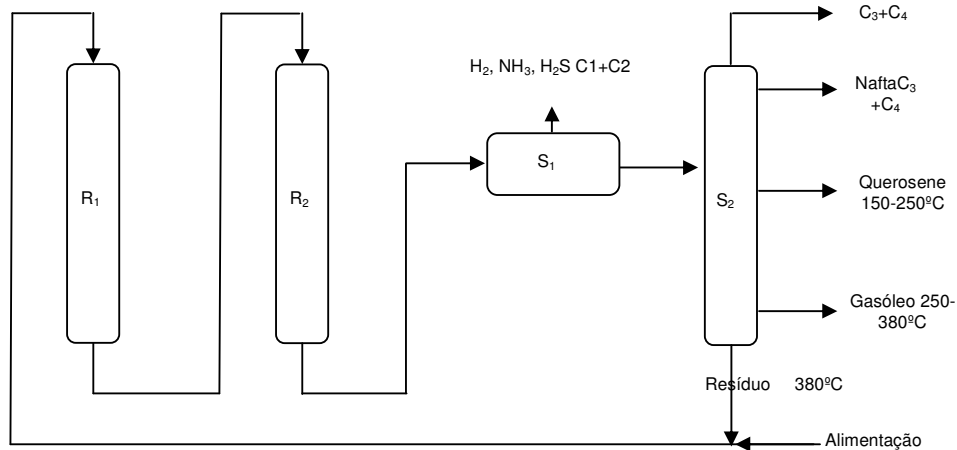 C₃+C₄
H₂, NH₃, H₂S C1+C2
NaftaC₃
+C₄
S₁
R₁
R₂
S₂
Querosene
150-250ºC
Gasóleo 250-
380ºC
Resíduo 380ºC
Alimentação